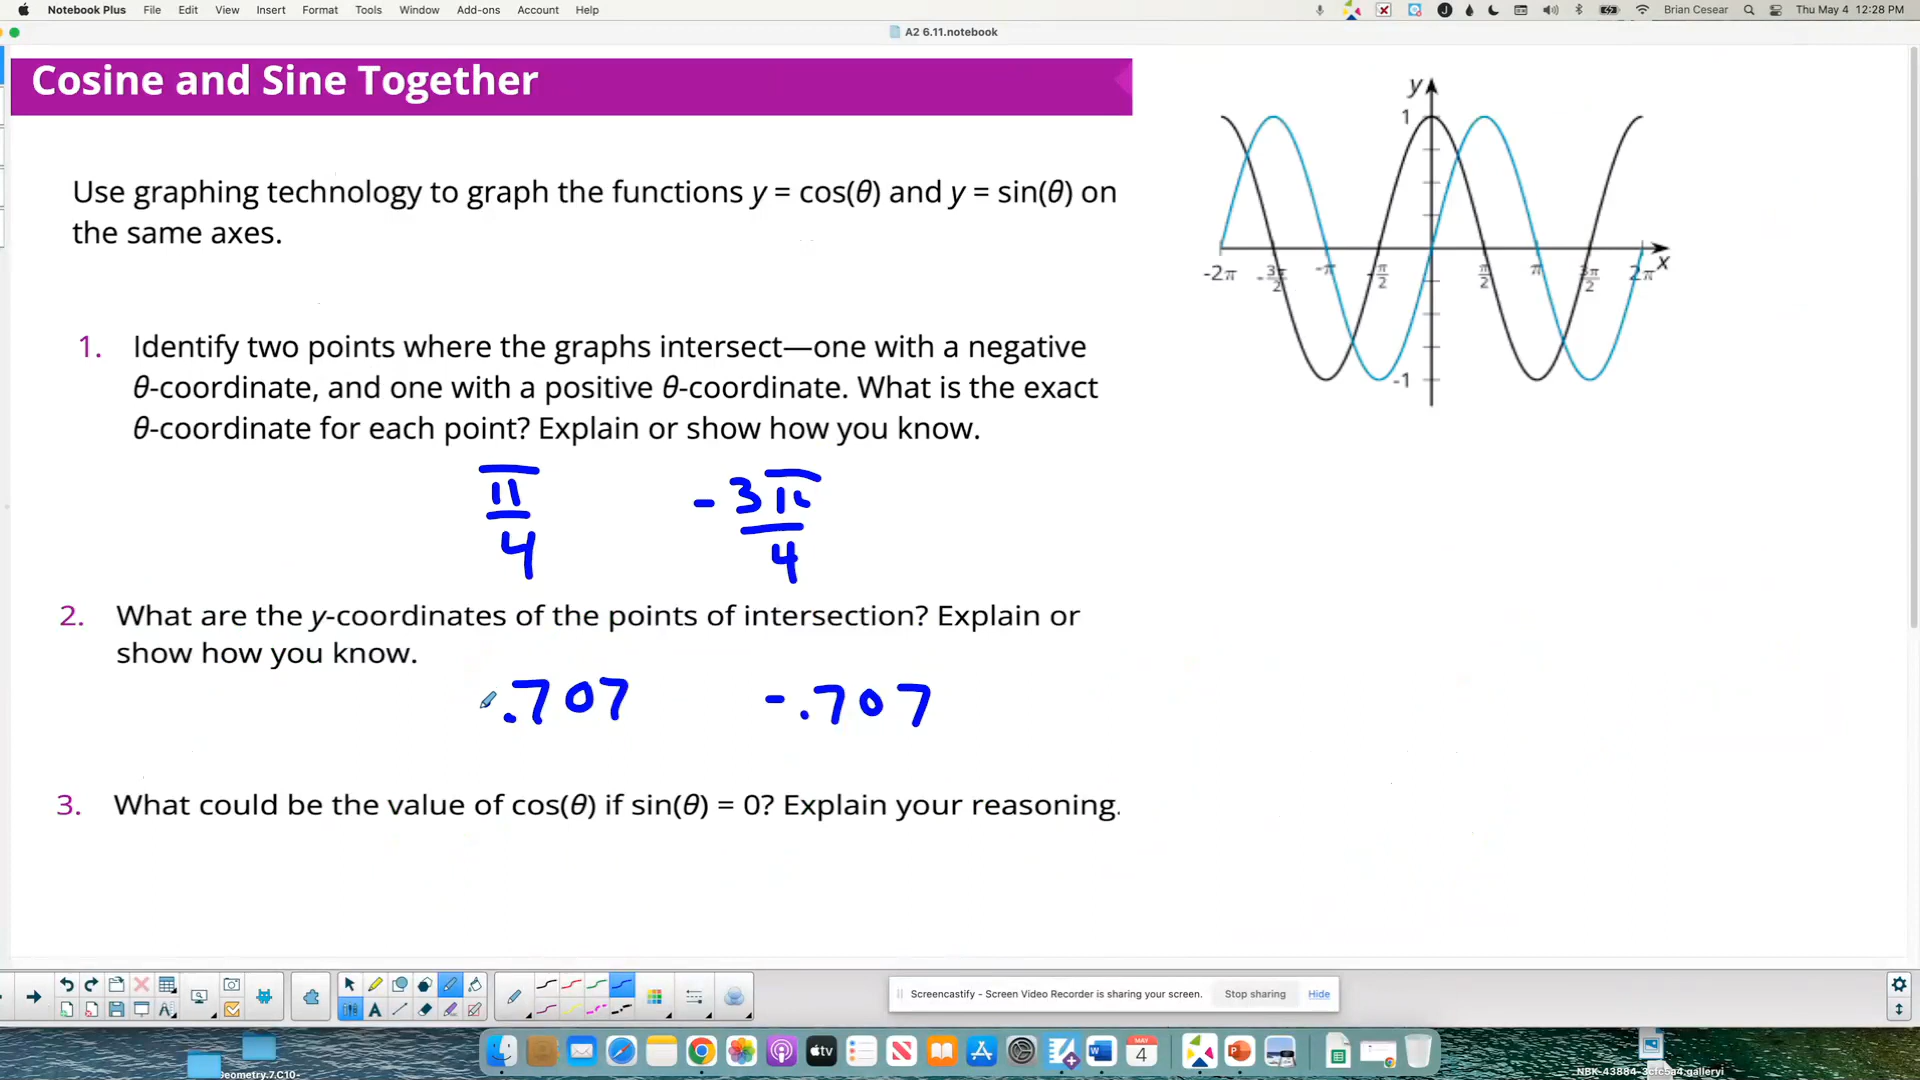 Notebook Plus File Edit View Insert Format Tools Window Add-ons Account Help Brian Cesear Thu May 4 12:28 PM
A2 6.11.notebook
Cosine and Sine Together
Use graphing technology to graph the functions y = cos(θ) and y = sin(θ) on
the same axes.
1. Identify two points where the graphs intersect—one with a negative
θ-coordinate, and one with a positive θ-coordinate. What is the exact
θ-coordinate for each point? Explain or show how you know.
π/4 -3π/4
2. What are the y-coordinates of the points of intersection? Explain or
show how you know.
.707 -.707
3. What could be the value of cos(θ) if sin(θ) = 0? Explain your reasoning.
y
1
-2π -3π/2 -π -π/2 π/2 π 3π/2 2π x
-1
Screencastify - Screen Video Recorder is sharing your screen. Stop sharing Hide
MAY
4
tv
eometry.7.C10-